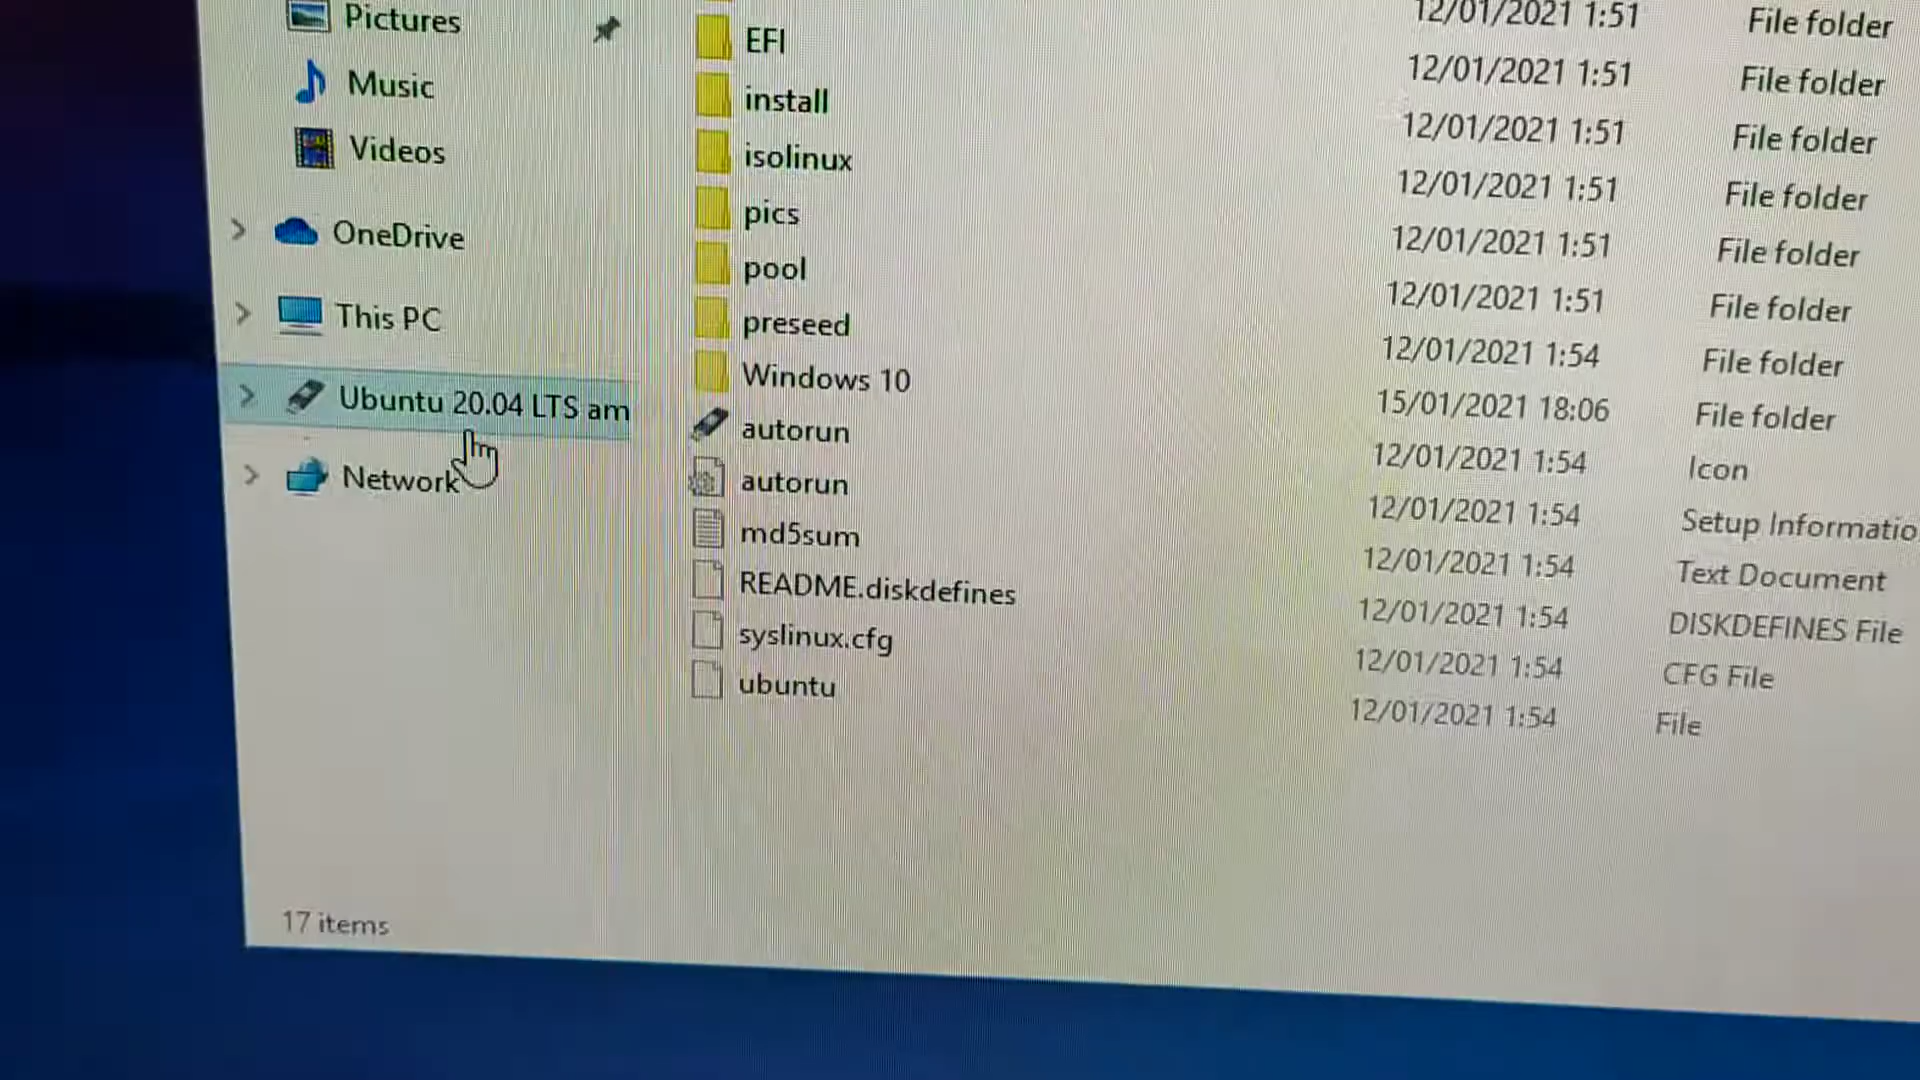 Pictures
Music
Videos
OneDrive
This PC
Ubuntu 20.04 LTS am
Network
17 items
12/01/2021 1:51 File folder
EFI 12/01/2021 1:51 File folder
install 12/01/2021 1:51 File folder
isolinux 12/01/2021 1:51 File folder
pics 12/01/2021 1:51 File folder
pool 12/01/2021 1:51 File folder
preseed 12/01/2021 1:54 File folder
Windows 10 15/01/2021 18:06 File folder
autorun 12/01/2021 1:54 Icon
autorun 12/01/2021 1:54 Setup Informatio
md5sum 12/01/2021 1:54 Text Document
README.diskdefines 12/01/2021 1:54 DISKDEFINES File
syslinux.cfg 12/01/2021 1:54 CFG File
ubuntu 12/01/2021 1:54 File